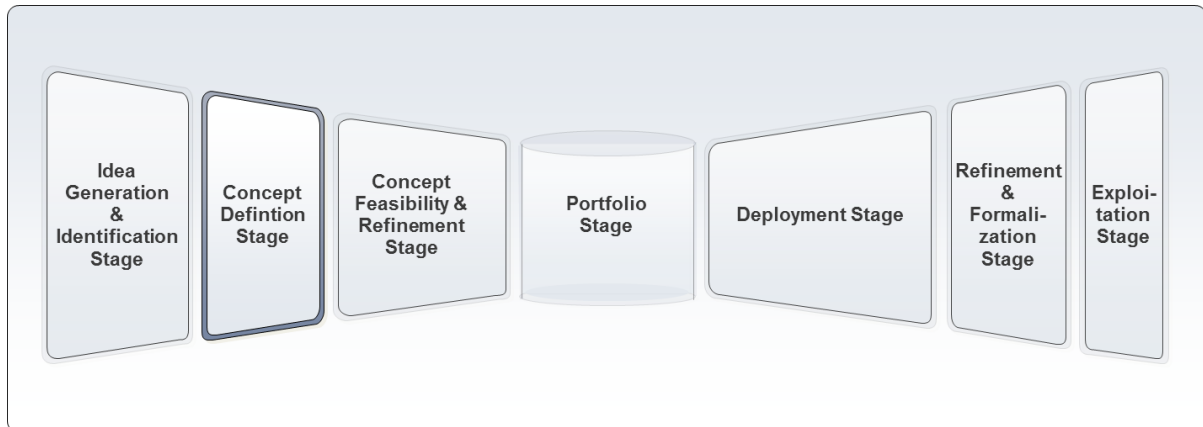 Idea
Generation
&
Identification
Stage
Concept
Defintion
Stage
Concept
Feasibility &
Refinement
Stage
Portfolio
Stage
Deployment Stage
Refinement
&
Formali-
zation
Stage
Exploi-
tation
Stage